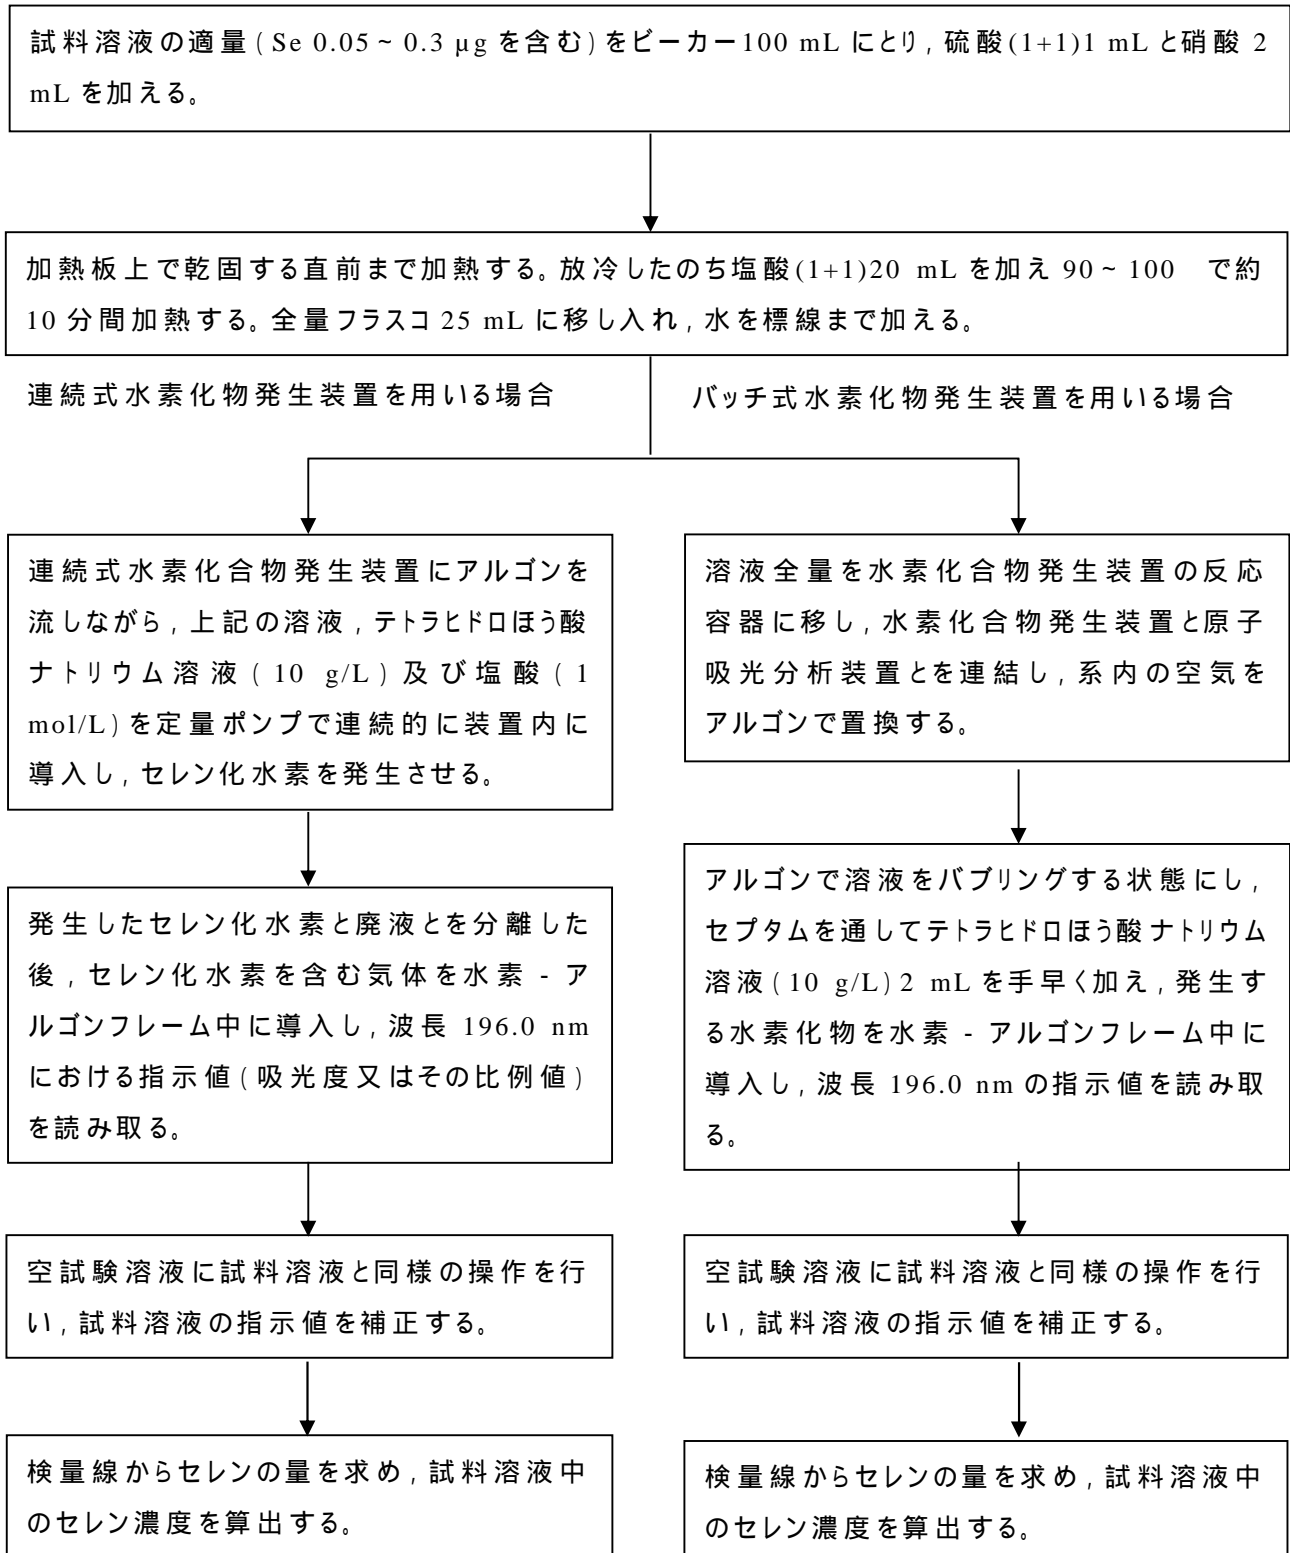 試料溶液の適量(Se 0.05~0.3 μgを含む)をビーカー100 mLにとり,硫酸(1+1)1 mLと硝酸 2
mLを加える。
加熱板上で乾固する直前まで加熱する。放冷したのち塩酸(1+1)20 mLを加え 90~100 で約
10分間加熱する。全量フラスコ 25 mLに移し入れ,水を標線まで加える。
連続式水素化物発生装置を用いる場合
バッチ式水素化物発生装置を用いる場合
連続式水素化合物発生装置にアルゴンを
流しながら,上記の溶液,テトラヒドロほう酸
ナトリウム溶液(10 g/L)及び塩酸(1
mol/L)を定量ポンプで連続的に装置内に
導入し,セレン化水素を発生させる。
発生したセレン化水素と廃液とを分離した
後,セレン化水素を含む気体を水素-ア
ルゴンフレーム中に導入し,波長 196.0 nm
における指示値(吸光度又はその比例値)
を読み取る。
空試験溶液に試料溶液と同様の操作を行
い,試料溶液の指示値を補正する。
検量線からセレンの量を求め,試料溶液中
のセレン濃度を算出する。
溶液全量を水素化合物発生装置の反応
容器に移し,水素化合物発生装置と原子
吸光分析装置とを連結し,系内の空気を
アルゴンで置換する。
アルゴンで溶液をバブリングする状態にし,
セプタムを通してテトラヒドロほう酸ナトリウム
溶液(10 g/L)2 mLを手早く加え,発生す
る水素化物を水素-アルゴンフレーム中に
導入し,波長 196.0 nmの指示値を読み取
る。
空試験溶液に試料溶液と同様の操作を行
い,試料溶液の指示値を補正する。
検量線からセレンの量を求め,試料溶液中
のセレン濃度を算出する。